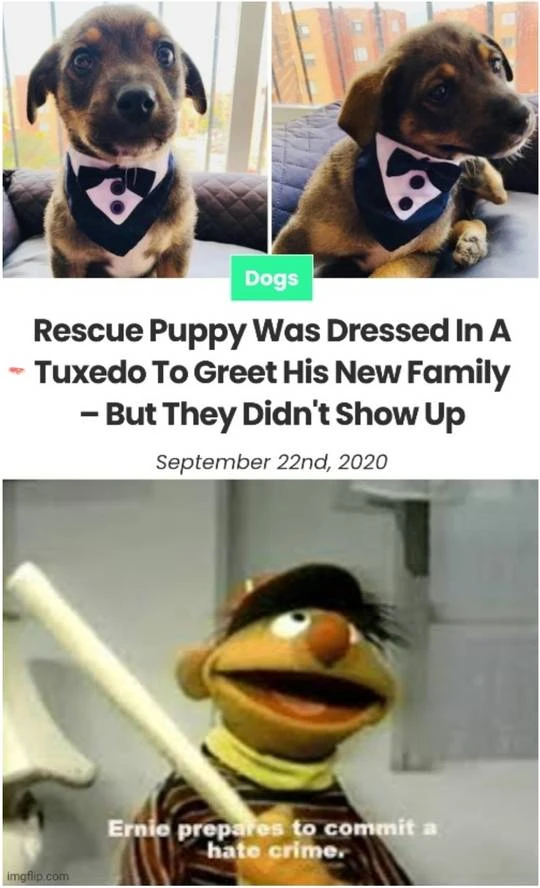 Dogs
Rescue Puppy Was Dressed In A
Tuxedo To Greet His New Family
– But They Didn't Show Up
September 22nd, 2020
Ernie prepares to commit a
hate crime.
imgflip.com